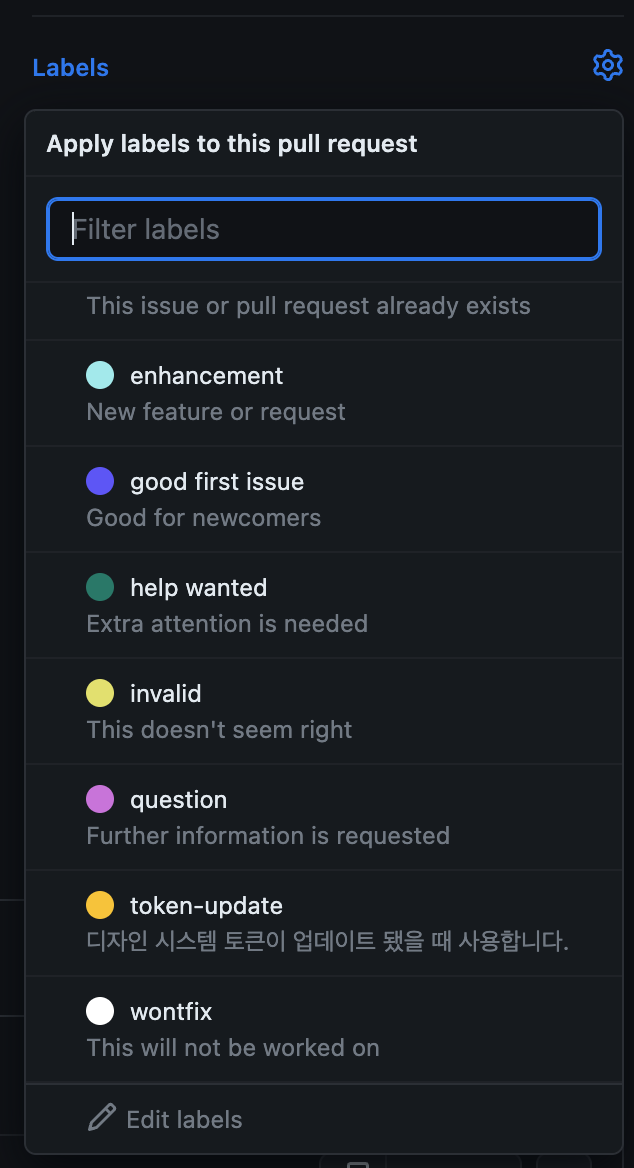 Labels
Apply labels to this pull request
Filter labels
This issue or pull request already exists
enhancement
New feature or request
good first issue
Good for newcomers
help wanted
Extra attention is needed
invalid
This doesn't seem right
question
Further information is requested
token-update
디자인 시스템 토큰이 업데이트 됐을 때 사용합니다.
wontfix
This will not be worked on
Edit labels